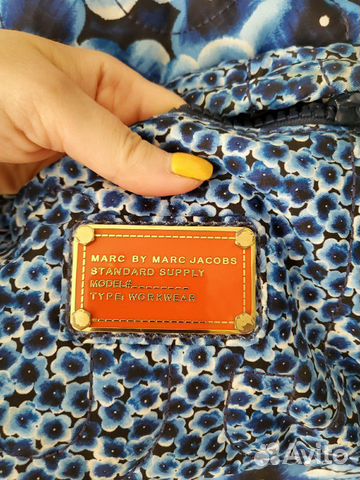 MARC BY MARC JACOBS
STANDARD SUPPLY
MODEL#________
TYPE: WORKWEAR
Avito